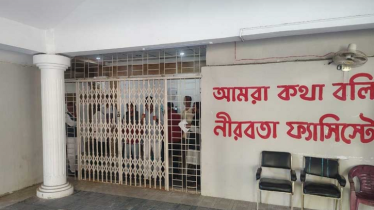 আমরা কথা বলি
নীরবতা ফ্যাসিস্টে